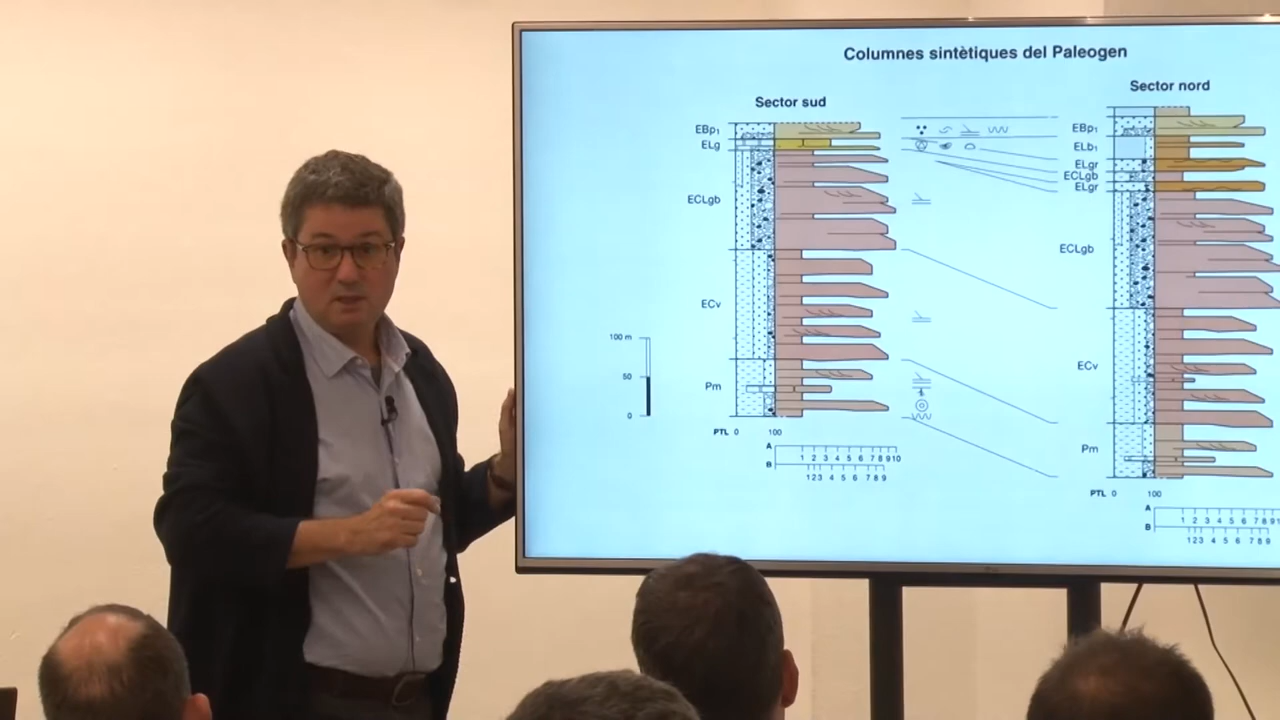 Columnes sintètiques del Paleogen
Sector sud
EBp1
ELg
ECLgb
ECv
Pm
100 m
50
0
PTL 0 100
A
1 2 3 4 5 6 7 8 9 10
B
1 2 3 4 5 6 7 8 9
Sector nord
EBp1
ELb1
ELgr
ECLgb
ELgr
ECLgb
ECv
Pm
PTL 0 100
A
1 2 3 4 5 6 7 8 9
B
1 2 3 4 5 6 7 8 9
LG